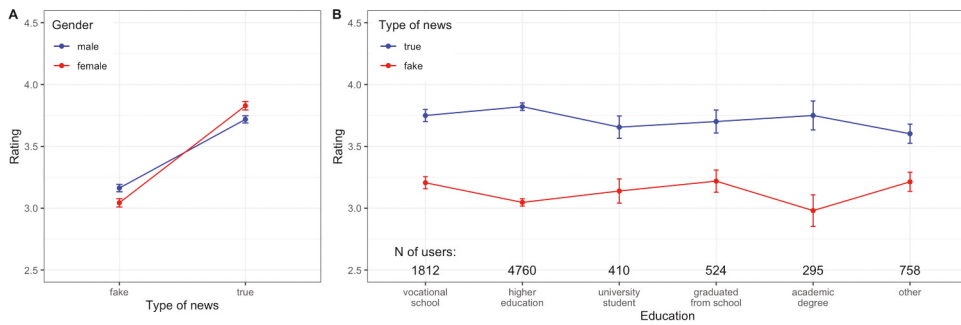 A
Gender
male
female
Rating
4.5
4.0
3.5
3.0
2.5
fake
true
Type of news
B
Type of news
true
fake
Rating
4.5
4.0
3.5
3.0
2.5
N of users:
1812 4760 410 524 295 758
vocational higher university graduated academic other
school education student from school degree
Education